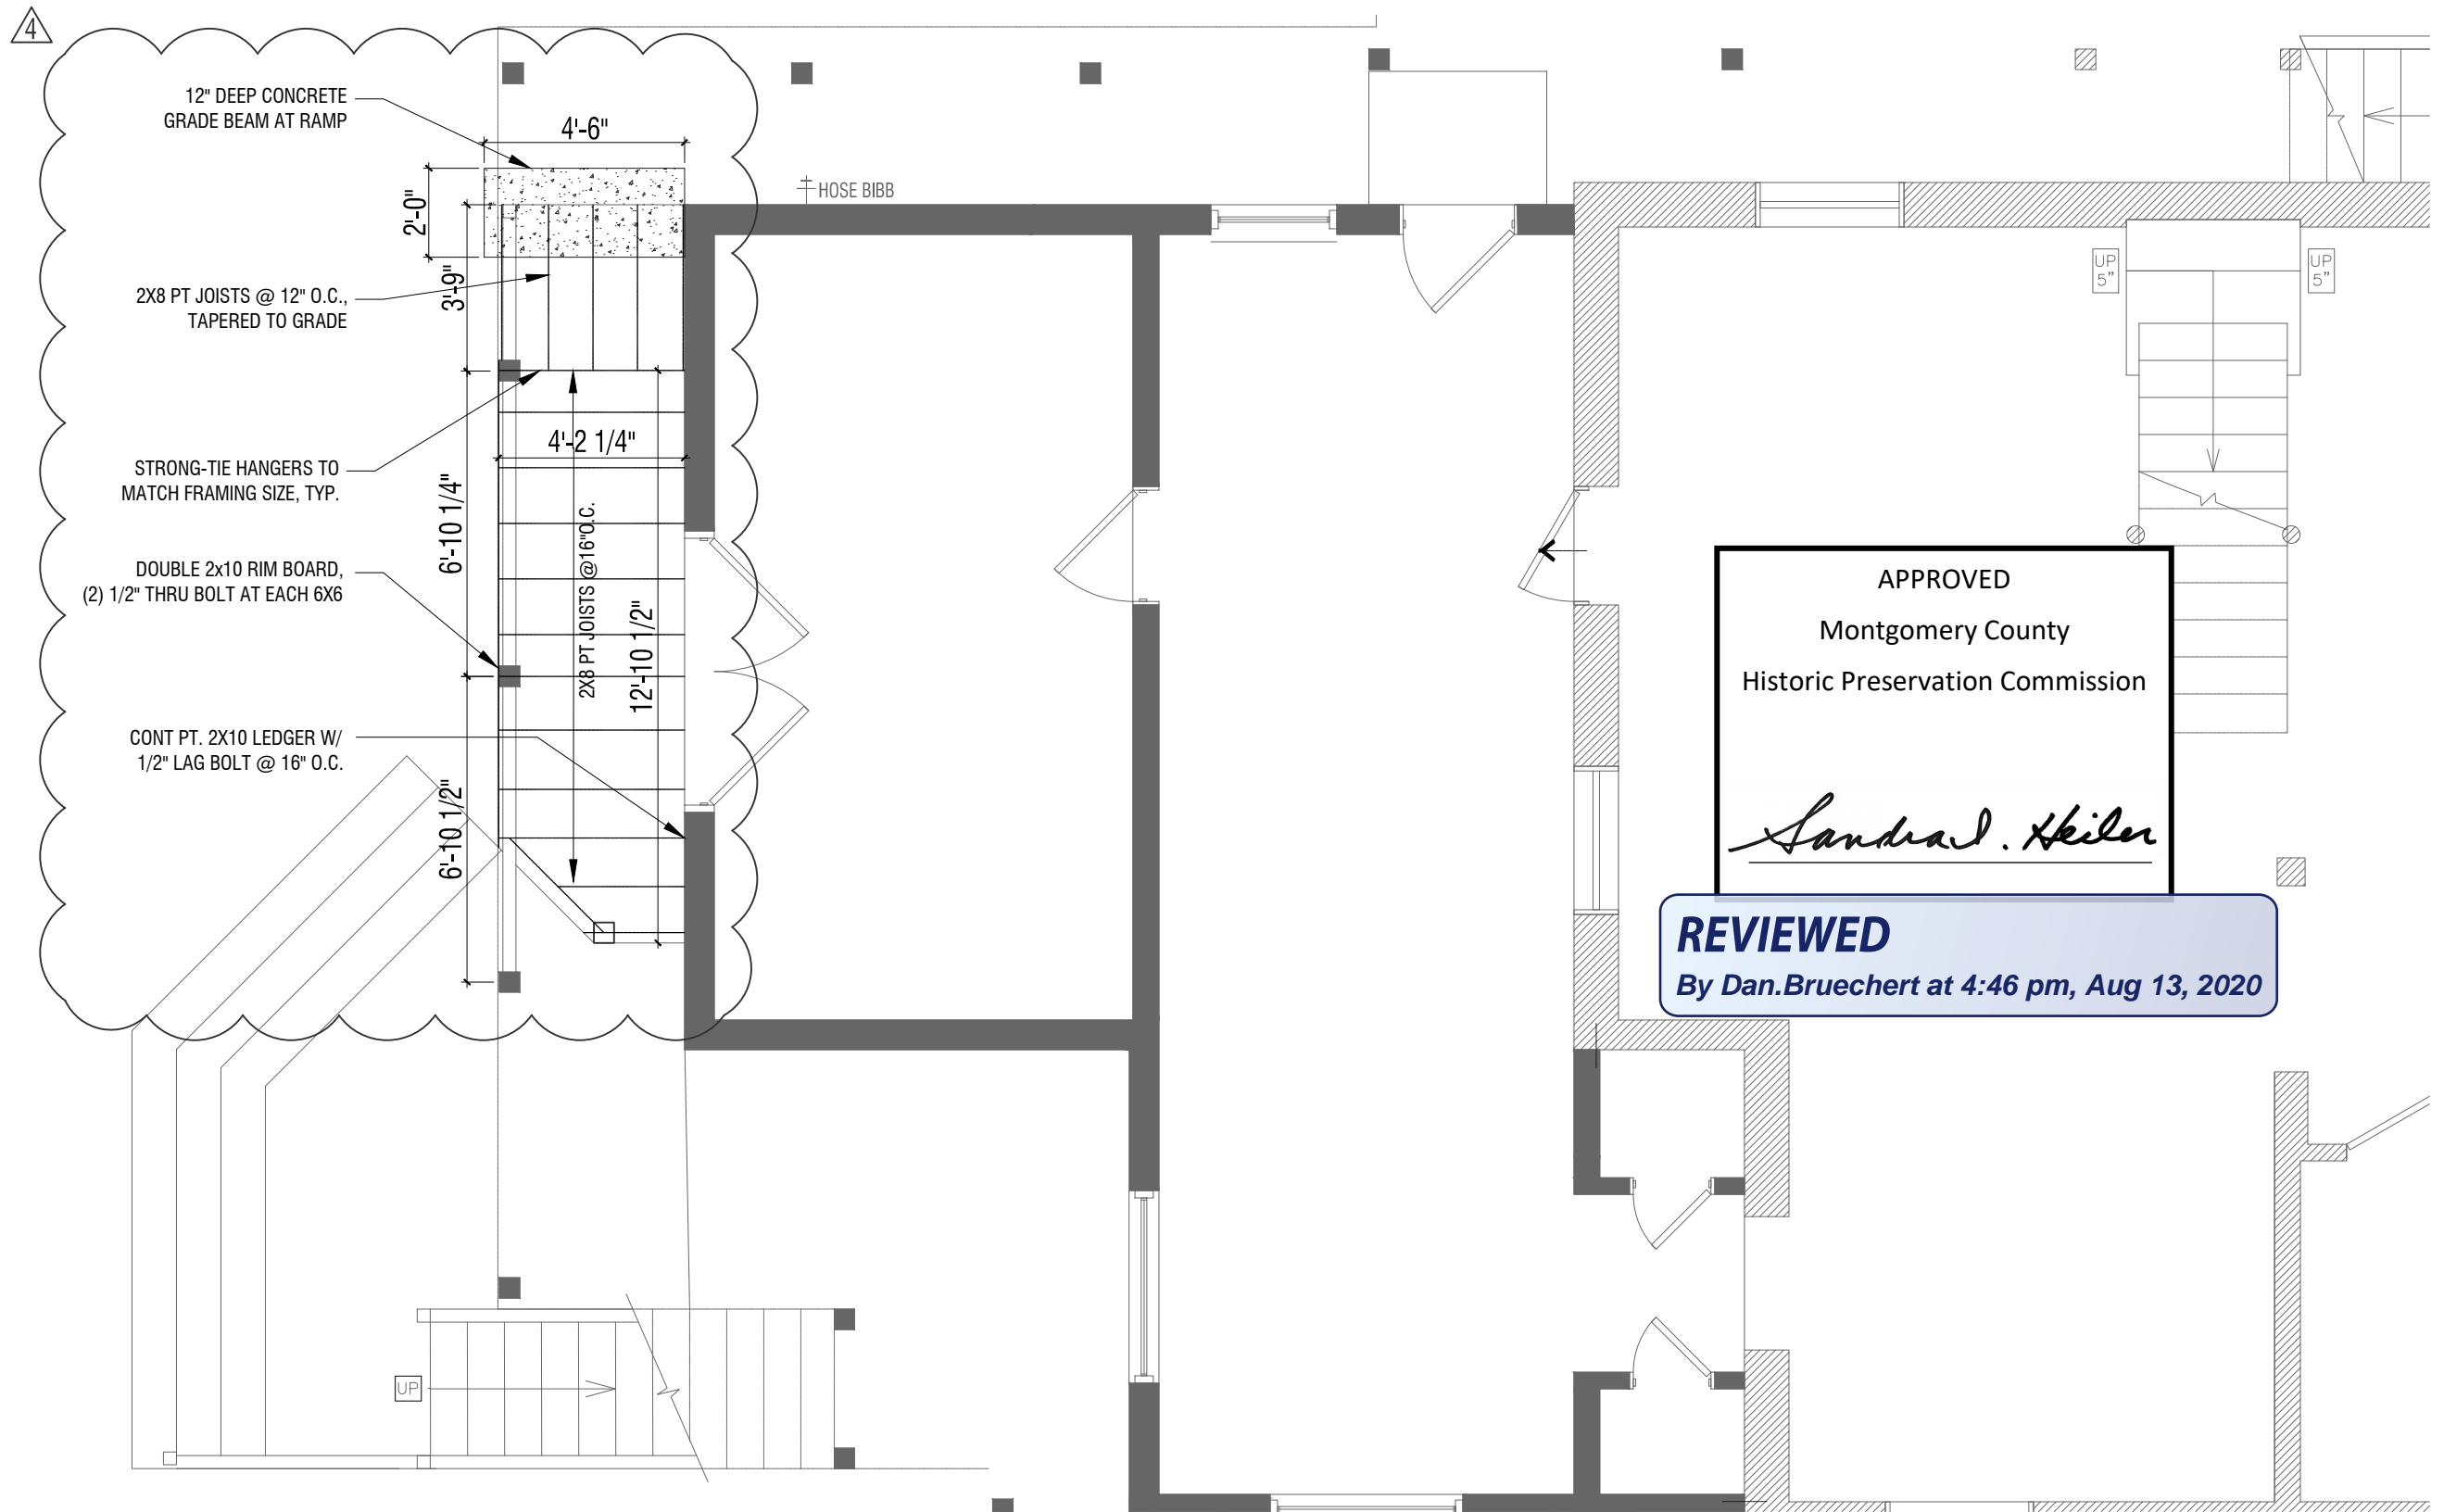 4
12" DEEP CONCRETE
GRADE BEAM AT RAMP
4'-6"
2'-0"
HOSE BIBB
3'-9"
2X8 PT JOISTS @ 12" O.C.,
TAPERED TO GRADE
UP
5"
UP
5"
STRONG-TIE HANGERS TO
MATCH FRAMING SIZE, TYP.
4'-2 1/4"
6'-10 1/4"
2X8 PT JOISTS @16"O.C.
12'-10 1/2"
DOUBLE 2x10 RIM BOARD,
(2) 1/2" THRU BOLT AT EACH 6X6
CONT PT. 2X10 LEDGER W/
1/2" LAG BOLT @ 16" O.C.
6'-10 1/2"
APPROVED
Montgomery County
Historic Preservation Commission
Sandra I. Heiler
REVIEWED
By Dan.Bruechert at 4:46 pm, Aug 13, 2020
UP